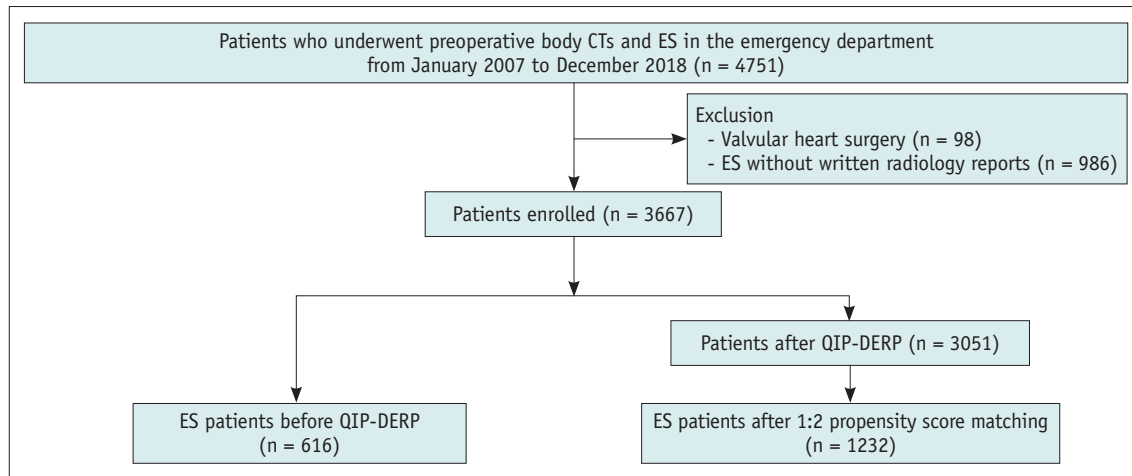 Patients who underwent preoperative body CTs and ES in the emergency department
from January 2007 to December 2018 (n = 4751)
Exclusion
- Valvular heart surgery (n = 98)
- ES without written radiology reports (n = 986)
Patients enrolled (n = 3667)
Patients after QIP-DERP (n = 3051)
ES patients before QIP-DERP
(n = 616)
ES patients after 1:2 propensity score matching
(n = 1232)